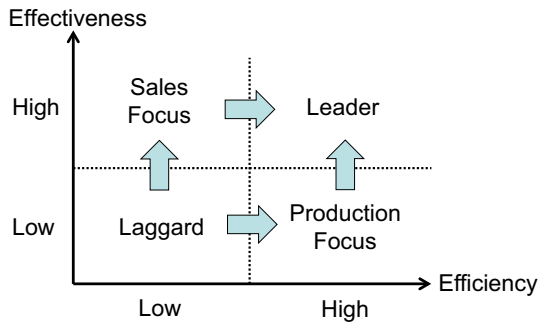 Effectiveness
Sales
Focus
High
Leader
Low
Laggard
Production
Focus
Efficiency
Low
High